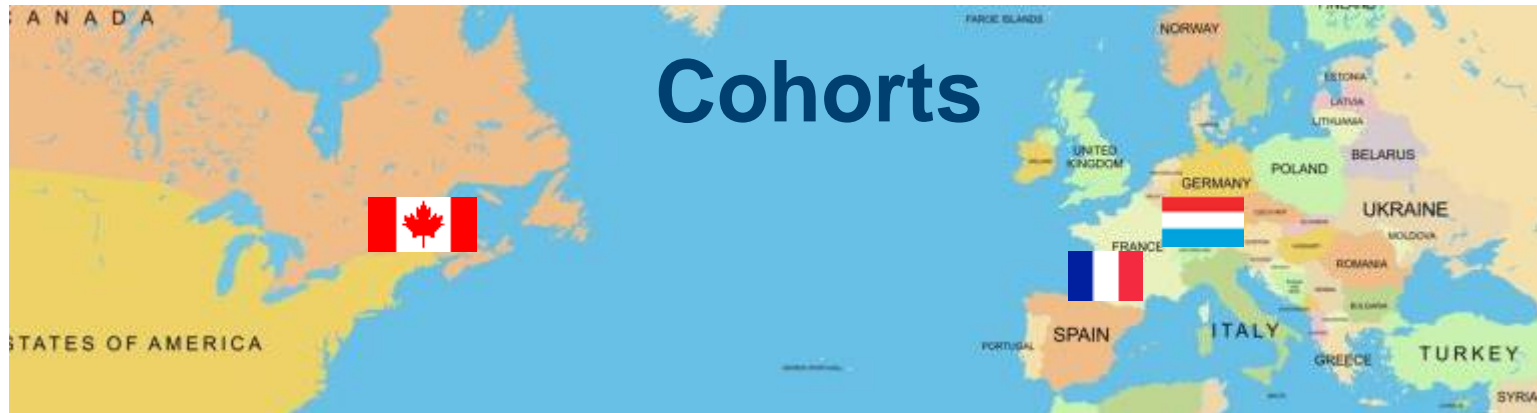 CANADA
FAROE ISLANDS
FINLAND
NORWAY
Cohorts
ESTONIA
LATVIA
LITHUANIA
UNITED
KINGDOM
BELARUS
POLAND
GERMANY
UKRAINE
MOLDOVA
FRANCE
ROMANIA
BULGARIA
SPAIN
ITALY
PORTUGAL
STATES OF AMERICA
GREECE
TURKEY
SYRIA